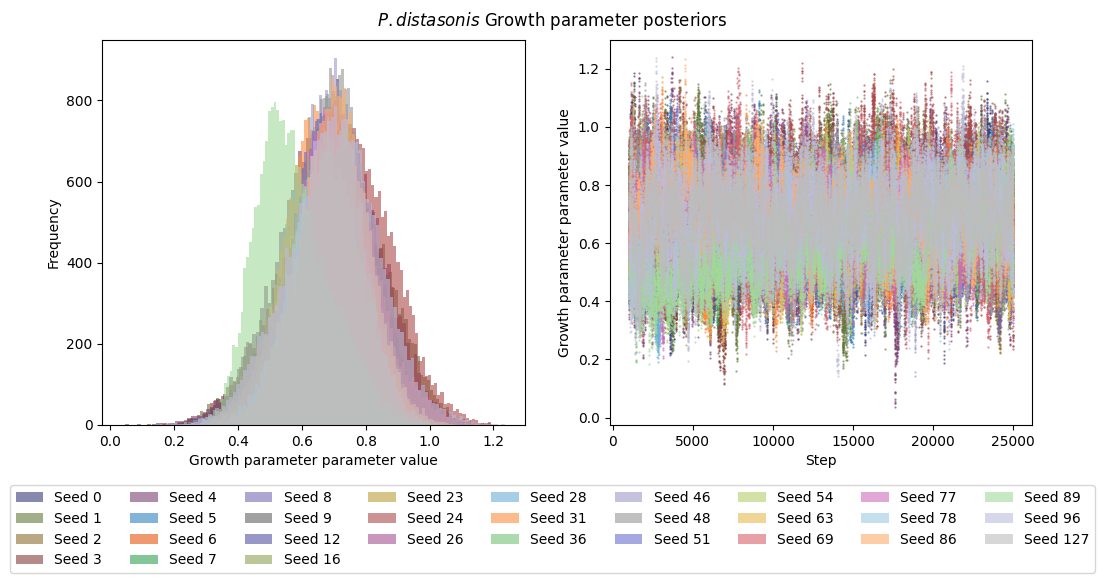 P. distasonis Growth parameter posteriors
Frequency
800
600
400
200
0
0.0 0.2 0.4 0.6 0.8 1.0 1.2
Growth parameter parameter value
Growth parameter parameter value
1.2
1.0
0.8
0.6
0.4
0.2
0.0
0 5000 10000 15000 20000 25000
Step
Seed 0 Seed 4 Seed 8 Seed 23 Seed 28 Seed 46 Seed 54 Seed 77 Seed 89
Seed 1 Seed 5 Seed 9 Seed 24 Seed 31 Seed 48 Seed 63 Seed 78 Seed 96
Seed 2 Seed 6 Seed 12 Seed 26 Seed 36 Seed 51 Seed 69 Seed 86 Seed 127
Seed 3 Seed 7 Seed 16